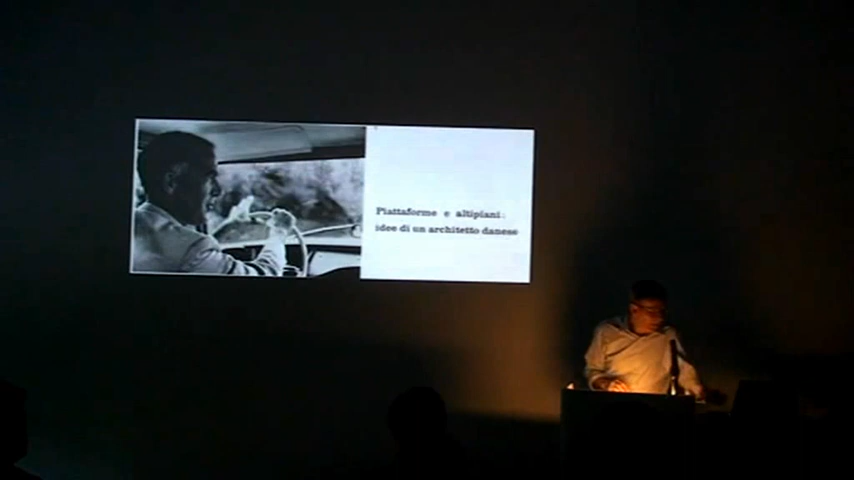 Piattaforme e altipiani:
idee di un architetto danese